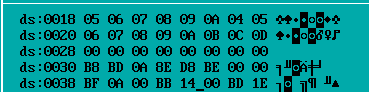 ds:0018 05 06 07 08 09 0A 04 05 ♣♠•◘○◙♦♣
ds:0020 06 07 08 09 0A 0B 0C 0D ♠•◘○◙♂♀♪
ds:0028 00 00 00 00 00 00 00 00
ds:0030 B8 BD 0A 8E D8 BE 00 00 ╕╜◙Ä╪╛
ds:0038 BF 0A 00 BB 14_00 BD 1E ┐◙ ╗¶ ╜▲